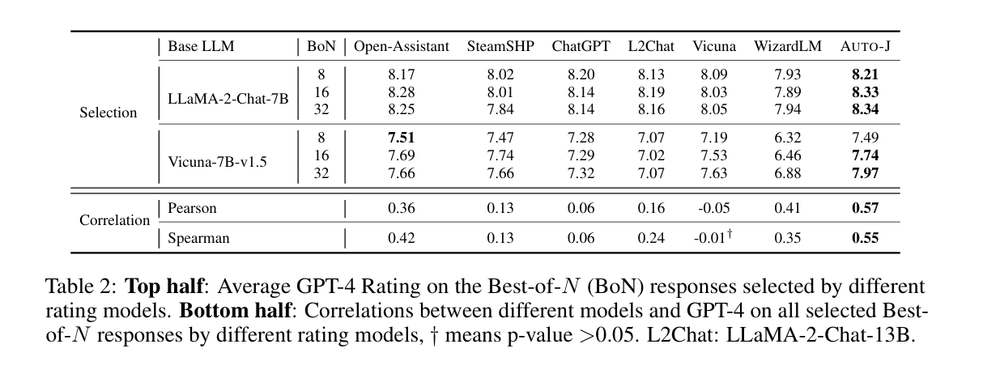 Base LLM BoN Open-Assistant SteamSHP ChatGPT L2Chat Vicuna WizardLM AUTO-J
Selection
LLaMA-2-Chat-7B
8 8.17 8.02 8.20 8.13 8.09 7.93 8.21
16 8.28 8.01 8.14 8.19 8.03 7.89 8.33
32 8.25 7.84 8.14 8.16 8.05 7.94 8.34
Vicuna-7B-v1.5
8 7.51 7.47 7.28 7.07 7.19 6.32 7.49
16 7.69 7.74 7.29 7.02 7.53 6.46 7.74
32 7.66 7.66 7.32 7.07 7.63 6.88 7.97
Correlation
Pearson 0.36 0.13 0.06 0.16 -0.05 0.41 0.57
Spearman 0.42 0.13 0.06 0.24 -0.01† 0.35 0.55
Table 2: Top half: Average GPT-4 Rating on the Best-of-N (BoN) responses selected by different
rating models. Bottom half: Correlations between different models and GPT-4 on all selected Best-
of-N responses by different rating models, † means p-value >0.05. L2Chat: LLaMA-2-Chat-13B.